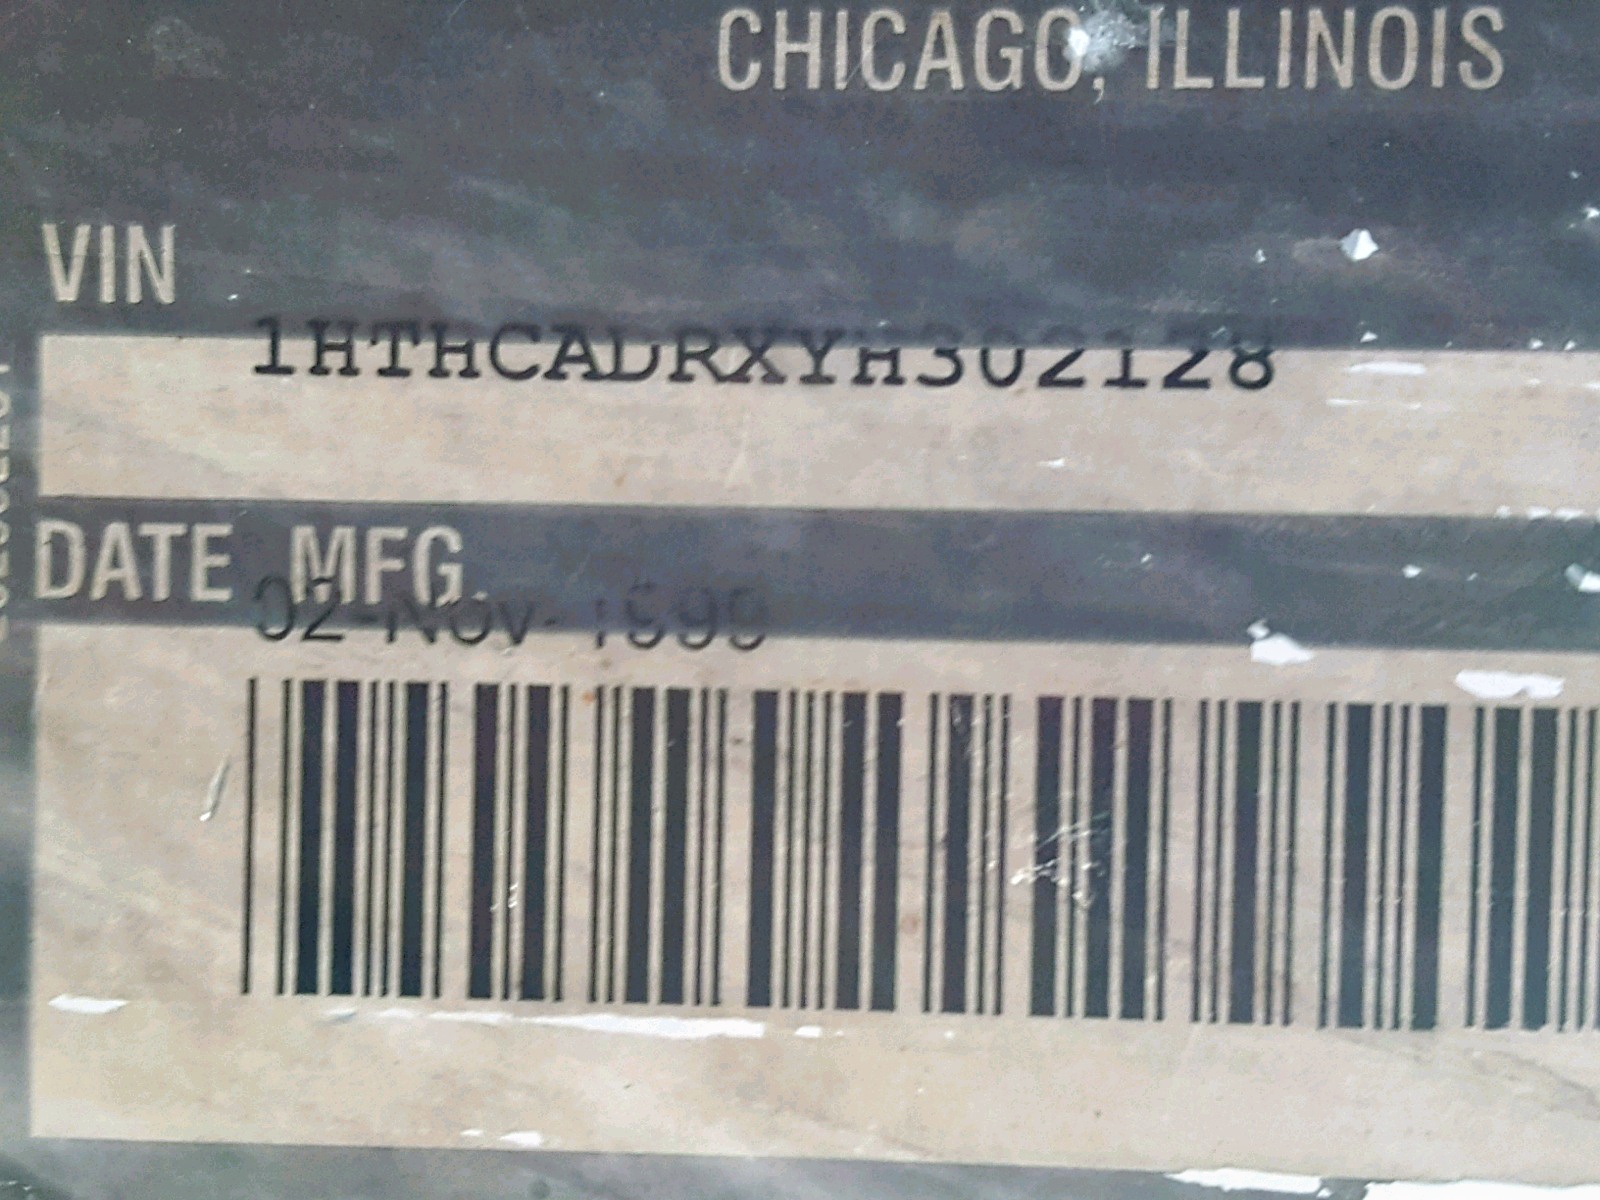 CHICAGO, ILLINOIS
VIN
1HTHCADRXYH302128
DATE MFG.
02-Nov-1999